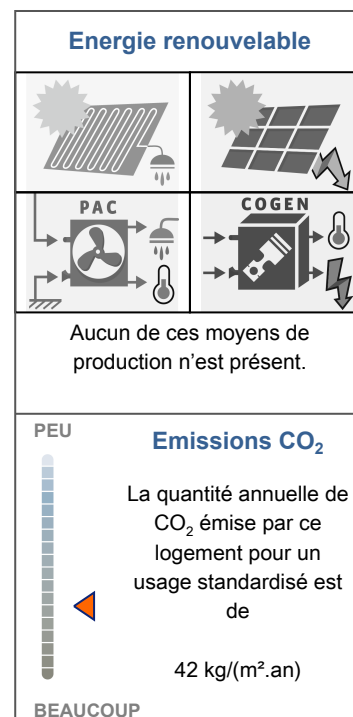 Energie renouvelable
PAC
COGEN
Aucun de ces moyens de
production n'est présent.
PEU
Emissions CO₂
La quantité annuelle de
CO₂ émise par ce
logement pour un
usage standardisé est
de
42 kg/(m².an)
BEAUCOUP